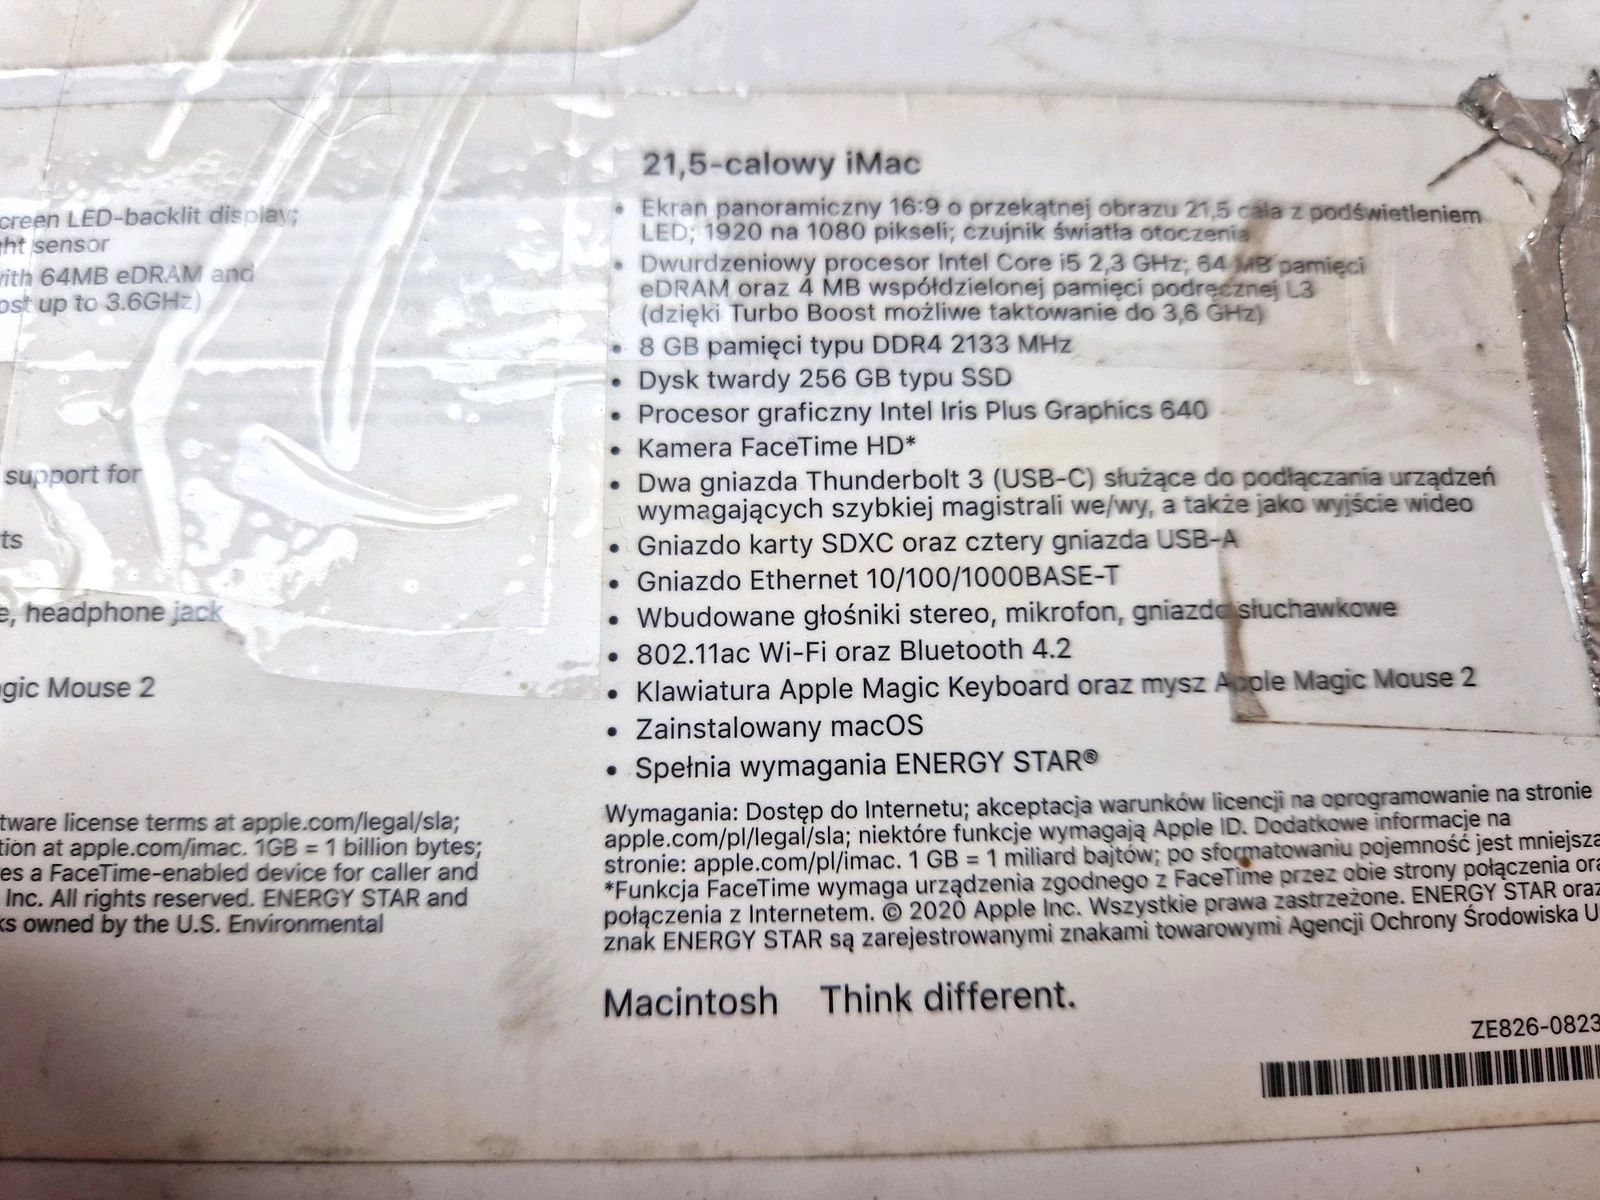 creen LED-backlit display;
ght sensor
with 64MB eDRAM and
ost up to 3.6GHz)
support for
ts
e, headphone jack
gic Mouse 2
tware license terms at apple.com/legal/sla;
tion at apple.com/imac. 1GB = 1 billion bytes;
es a FaceTime-enabled device for caller and
Inc. All rights reserved. ENERGY STAR and
ks owned by the U.S. Environmental
21,5-calowy iMac
• Ekran panoramiczny 16:9 o przekątnej obrazu 21,5 cala z podświetleniem
LED; 1920 na 1080 pikseli; czujnik światła otoczenia
• Dwurdzeniowy procesor Intel Core i5 2,3 GHz; 64 MB pamięci
eDRAM oraz 4 MB współdzielonej pamięci podręcznej L3
(dzięki Turbo Boost możliwe taktowanie do 3,6 GHz)
• 8 GB pamięci typu DDR4 2133 MHz
• Dysk twardy 256 GB typu SSD
• Procesor graficzny Intel Iris Plus Graphics 640
• Kamera FaceTime HD*
• Dwa gniazda Thunderbolt 3 (USB-C) służące do podłączania urządzeń
wymagających szybkiej magistrali we/wy, a także jako wyjście wideo
• Gniazdo karty SDXC oraz cztery gniazda USB-A
• Gniazdo Ethernet 10/100/1000BASE-T
• Wbudowane głośniki stereo, mikrofon, gniazdo słuchawkowe
• 802.11ac Wi-Fi oraz Bluetooth 4.2
• Klawiatura Apple Magic Keyboard oraz mysz Apple Magic Mouse 2
• Zainstalowany macOS
• Spełnia wymagania ENERGY STAR®
Wymagania: Dostęp do Internetu; akceptacja warunków licencji na oprogramowanie na stronie
apple.com/pl/legal/sla; niektóre funkcje wymagają Apple ID. Dodatkowe informacje na
stronie: apple.com/pl/imac. 1 GB = 1 miliard bajtów; po sformatowaniu pojemność jest mniejsza
*Funkcja FaceTime wymaga urządzenia zgodnego z FaceTime przez obie strony połączenia ora
połączenia z Internetem. © 2020 Apple Inc. Wszystkie prawa zastrzeżone. ENERGY STAR oraz
znak ENERGY STAR są zarejestrowanymi znakami towarowymi Agencji Ochrony Środowiska U
Macintosh Think different.
ZE826-0823